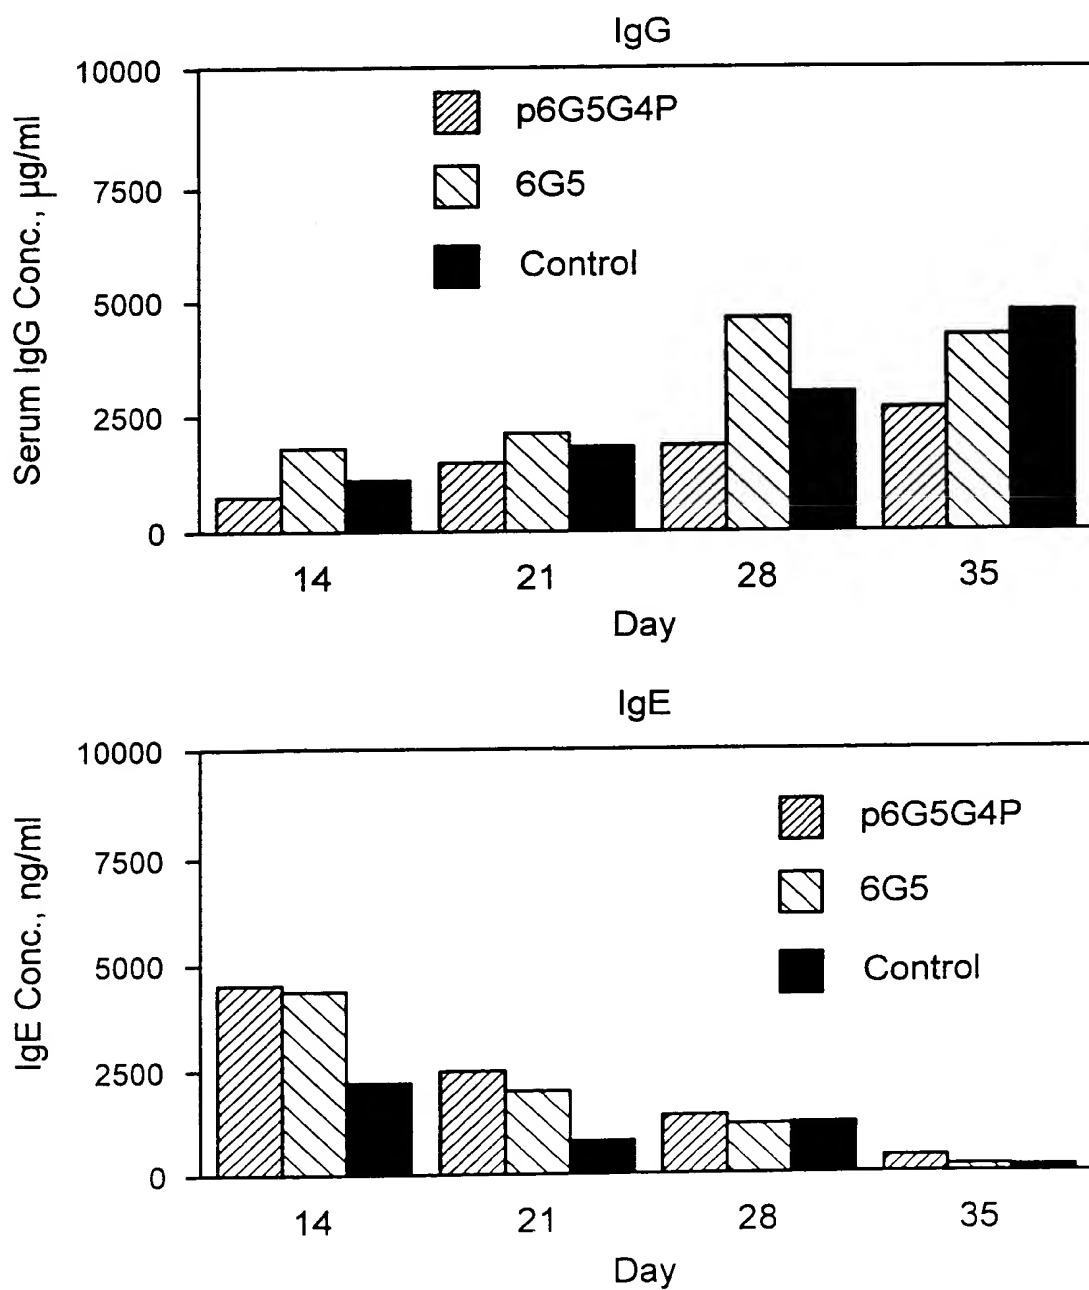 IgG
Serum IgG Conc., µg/ml
10000
7500
5000
2500
0
p6G5G4P
6G5
Control
14 21 28 35
Day
IgE
IgE Conc., ng/ml
10000
7500
5000
2500
0
p6G5G4P
6G5
Control
14 21 28 35
Day